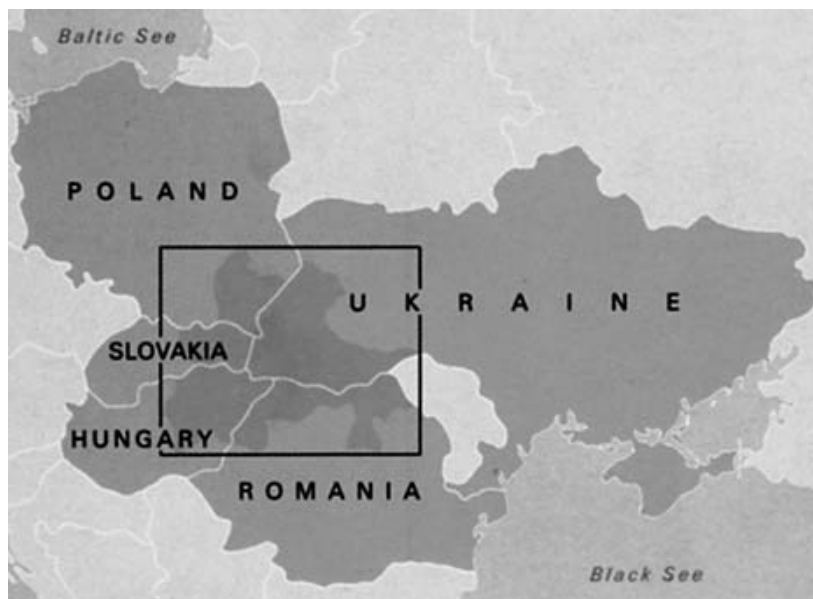 Baltic See
POLAND
UKRAINE
SLOVAKIA
HUNGARY
ROMANIA
Black See